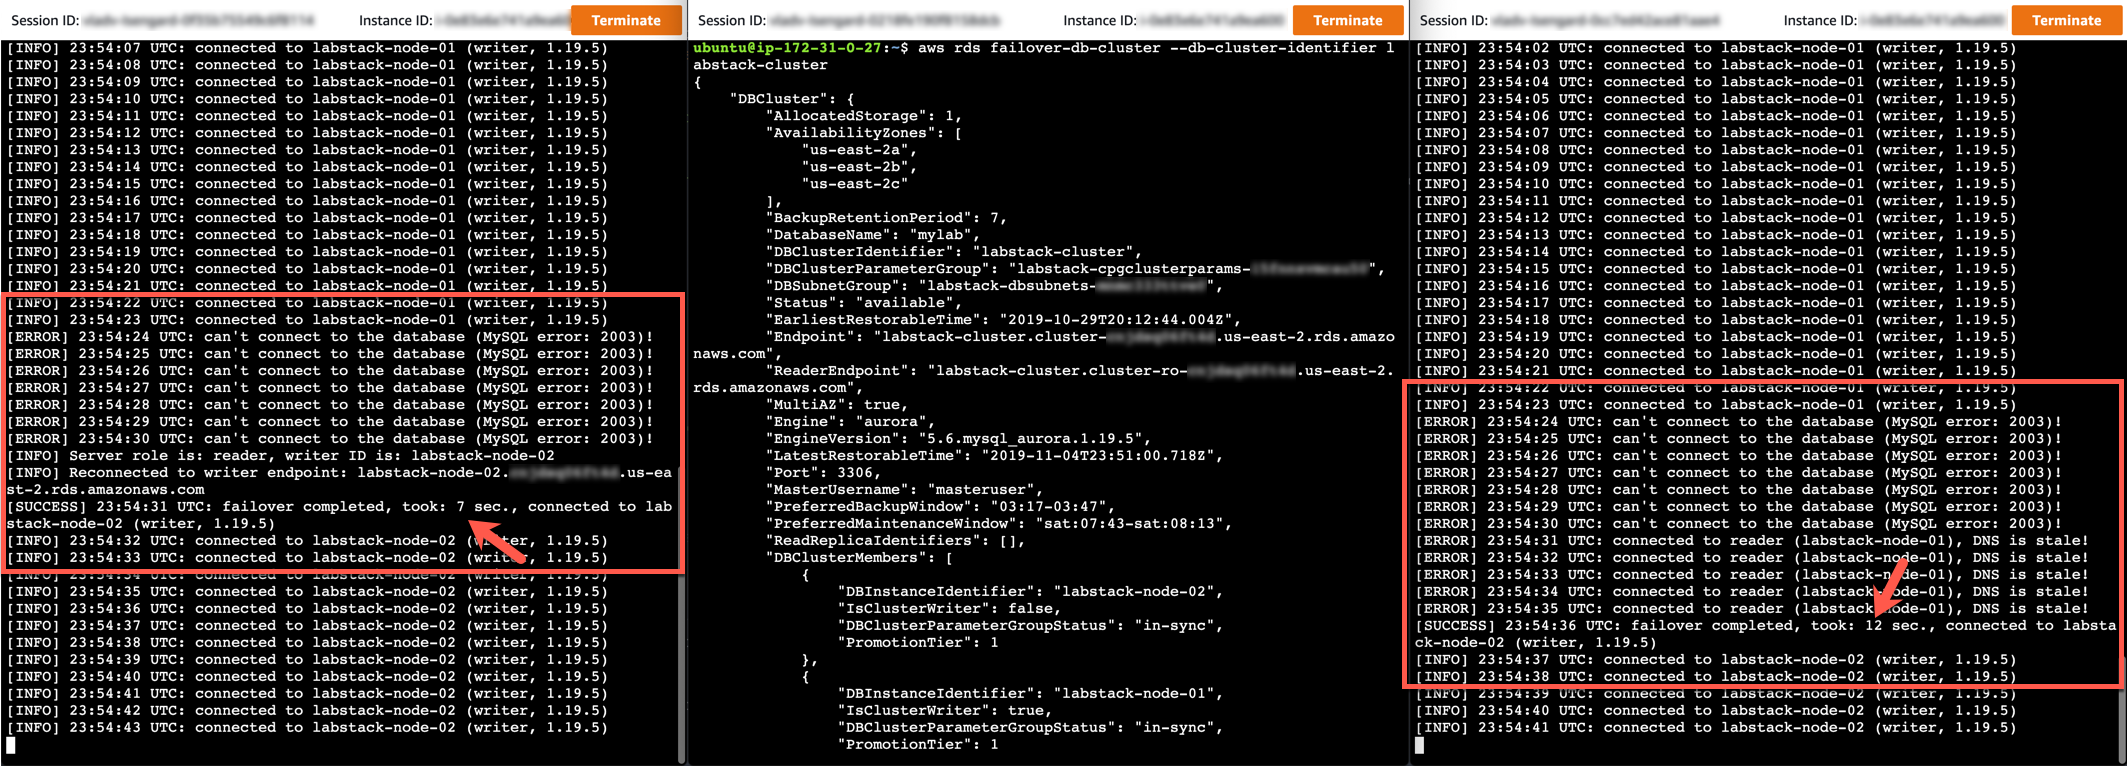 Session ID:
Instance ID:
Terminate
[INFO] 23:54:07 UTC: connected to labstack-node-01 (writer, 1.19.5)
[INFO] 23:54:08 UTC: connected to labstack-node-01 (writer, 1.19.5)
[INFO] 23:54:09 UTC: connected to labstack-node-01 (writer, 1.19.5)
[INFO] 23:54:10 UTC: connected to labstack-node-01 (writer, 1.19.5)
[INFO] 23:54:11 UTC: connected to labstack-node-01 (writer, 1.19.5)
[INFO] 23:54:12 UTC: connected to labstack-node-01 (writer, 1.19.5)
[INFO] 23:54:13 UTC: connected to labstack-node-01 (writer, 1.19.5)
[INFO] 23:54:14 UTC: connected to labstack-node-01 (writer, 1.19.5)
[INFO] 23:54:15 UTC: connected to labstack-node-01 (writer, 1.19.5)
[INFO] 23:54:16 UTC: connected to labstack-node-01 (writer, 1.19.5)
[INFO] 23:54:17 UTC: connected to labstack-node-01 (writer, 1.19.5)
[INFO] 23:54:18 UTC: connected to labstack-node-01 (writer, 1.19.5)
[INFO] 23:54:19 UTC: connected to labstack-node-01 (writer, 1.19.5)
[INFO] 23:54:20 UTC: connected to labstack-node-01 (writer, 1.19.5)
[INFO] 23:54:21 UTC: connected to labstack-node-01 (writer, 1.19.5)
[INFO] 23:54:22 UTC: connected to labstack-node-01 (writer, 1.19.5)
[INFO] 23:54:23 UTC: connected to labstack-node-01 (writer, 1.19.5)
[ERROR] 23:54:24 UTC: can't connect to the database (MySQL error: 2003)!
[ERROR] 23:54:25 UTC: can't connect to the database (MySQL error: 2003)!
[ERROR] 23:54:26 UTC: can't connect to the database (MySQL error: 2003)!
[ERROR] 23:54:27 UTC: can't connect to the database (MySQL error: 2003)!
[ERROR] 23:54:28 UTC: can't connect to the database (MySQL error: 2003)!
[ERROR] 23:54:29 UTC: can't connect to the database (MySQL error: 2003)!
[ERROR] 23:54:30 UTC: can't connect to the database (MySQL error: 2003)!
[INFO] Server role is: reader, writer ID is: labstack-node-02
[INFO] Reconnected to writer endpoint: labstack-node-02. .us-ea
st-2.rds.amazonaws.com
[SUCCESS] 23:54:31 UTC: failover completed, took: 7 sec., connected to lab
stack-node-02 (writer, 1.19.5)
[INFO] 23:54:32 UTC: connected to labstack-node-02 (writer, 1.19.5)
[INFO] 23:54:33 UTC: connected to labstack-node-02 (writer, 1.19.5)
[INFO] 23:54:34 UTC: connected to labstack-node-02 (writer, 1.19.5)
[INFO] 23:54:35 UTC: connected to labstack-node-02 (writer, 1.19.5)
[INFO] 23:54:36 UTC: connected to labstack-node-02 (writer, 1.19.5)
[INFO] 23:54:37 UTC: connected to labstack-node-02 (writer, 1.19.5)
[INFO] 23:54:38 UTC: connected to labstack-node-02 (writer, 1.19.5)
[INFO] 23:54:39 UTC: connected to labstack-node-02 (writer, 1.19.5)
[INFO] 23:54:40 UTC: connected to labstack-node-02 (writer, 1.19.5)
[INFO] 23:54:41 UTC: connected to labstack-node-02 (writer, 1.19.5)
[INFO] 23:54:42 UTC: connected to labstack-node-02 (writer, 1.19.5)
[INFO] 23:54:43 UTC: connected to labstack-node-02 (writer, 1.19.5)
Session ID:
Instance ID:
Terminate
ubuntu@ip-172-31-0-27:~$ aws rds failover-db-cluster --db-cluster-identifier l
abstack-cluster
{
"DBCluster": {
"AllocatedStorage": 1,
"AvailabilityZones": [
"us-east-2a",
"us-east-2b",
"us-east-2c"
],
"BackupRetentionPeriod": 7,
"DatabaseName": "mylab",
"DBClusterIdentifier": "labstack-cluster",
"DBClusterParameterGroup": "labstack-cpgclusterparams- ",
"DBSubnetGroup": "labstack-dbsubnets- ",
"Status": "available",
"EarliestRestorableTime": "2019-10-29T20:12:44.004Z",
"Endpoint": "labstack-cluster.cluster- .us-east-2.rds.amazo
naws.com",
"ReaderEndpoint": "labstack-cluster.cluster-ro- .us-east-2.
rds.amazonaws.com",
"MultiAZ": true,
"Engine": "aurora",
"EngineVersion": "5.6.mysql_aurora.1.19.5",
"LatestRestorableTime": "2019-11-04T23:51:00.718Z",
"Port": 3306,
"MasterUsername": "masteruser",
"PreferredBackupWindow": "03:17-03:47",
"PreferredMaintenanceWindow": "sat:07:43-sat:08:13",
"ReadReplicaIdentifiers": [],
"DBClusterMembers": [
{
"DBInstanceIdentifier": "labstack-node-02",
"IsClusterWriter": false,
"DBClusterParameterGroupStatus": "in-sync",
"PromotionTier": 1
},
{
"DBInstanceIdentifier": "labstack-node-01",
"IsClusterWriter": true,
"DBClusterParameterGroupStatus": "in-sync",
"PromotionTier": 1
Session ID:
Instance ID:
Terminate
[INFO] 23:54:02 UTC: connected to labstack-node-01 (writer, 1.19.5)
[INFO] 23:54:03 UTC: connected to labstack-node-01 (writer, 1.19.5)
[INFO] 23:54:04 UTC: connected to labstack-node-01 (writer, 1.19.5)
[INFO] 23:54:05 UTC: connected to labstack-node-01 (writer, 1.19.5)
[INFO] 23:54:06 UTC: connected to labstack-node-01 (writer, 1.19.5)
[INFO] 23:54:07 UTC: connected to labstack-node-01 (writer, 1.19.5)
[INFO] 23:54:08 UTC: connected to labstack-node-01 (writer, 1.19.5)
[INFO] 23:54:09 UTC: connected to labstack-node-01 (writer, 1.19.5)
[INFO] 23:54:10 UTC: connected to labstack-node-01 (writer, 1.19.5)
[INFO] 23:54:11 UTC: connected to labstack-node-01 (writer, 1.19.5)
[INFO] 23:54:12 UTC: connected to labstack-node-01 (writer, 1.19.5)
[INFO] 23:54:13 UTC: connected to labstack-node-01 (writer, 1.19.5)
[INFO] 23:54:14 UTC: connected to labstack-node-01 (writer, 1.19.5)
[INFO] 23:54:15 UTC: connected to labstack-node-01 (writer, 1.19.5)
[INFO] 23:54:16 UTC: connected to labstack-node-01 (writer, 1.19.5)
[INFO] 23:54:17 UTC: connected to labstack-node-01 (writer, 1.19.5)
[INFO] 23:54:18 UTC: connected to labstack-node-01 (writer, 1.19.5)
[INFO] 23:54:19 UTC: connected to labstack-node-01 (writer, 1.19.5)
[INFO] 23:54:20 UTC: connected to labstack-node-01 (writer, 1.19.5)
[INFO] 23:54:21 UTC: connected to labstack-node-01 (writer, 1.19.5)
[INFO] 23:54:22 UTC: connected to labstack-node-01 (writer, 1.19.5)
[INFO] 23:54:23 UTC: connected to labstack-node-01 (writer, 1.19.5)
[ERROR] 23:54:24 UTC: can't connect to the database (MySQL error: 2003)!
[ERROR] 23:54:25 UTC: can't connect to the database (MySQL error: 2003)!
[ERROR] 23:54:26 UTC: can't connect to the database (MySQL error: 2003)!
[ERROR] 23:54:27 UTC: can't connect to the database (MySQL error: 2003)!
[ERROR] 23:54:28 UTC: can't connect to the database (MySQL error: 2003)!
[ERROR] 23:54:29 UTC: can't connect to the database (MySQL error: 2003)!
[ERROR] 23:54:30 UTC: can't connect to the database (MySQL error: 2003)!
[ERROR] 23:54:31 UTC: connected to reader (labstack-node-01), DNS is stale!
[ERROR] 23:54:32 UTC: connected to reader (labstack-node-01), DNS is stale!
[ERROR] 23:54:33 UTC: connected to reader (labstack-node-01), DNS is stale!
[ERROR] 23:54:34 UTC: connected to reader (labstack-node-01), DNS is stale!
[ERROR] 23:54:35 UTC: connected to reader (labstack-node-01), DNS is stale!
[SUCCESS] 23:54:36 UTC: failover completed, took: 12 sec., connected to labsta
ck-node-02 (writer, 1.19.5)
[INFO] 23:54:37 UTC: connected to labstack-node-02 (writer, 1.19.5)
[INFO] 23:54:38 UTC: connected to labstack-node-02 (writer, 1.19.5)
[INFO] 23:54:39 UTC: connected to labstack-node-02 (writer, 1.19.5)
[INFO] 23:54:40 UTC: connected to labstack-node-02 (writer, 1.19.5)
[INFO] 23:54:41 UTC: connected to labstack-node-02 (writer, 1.19.5)